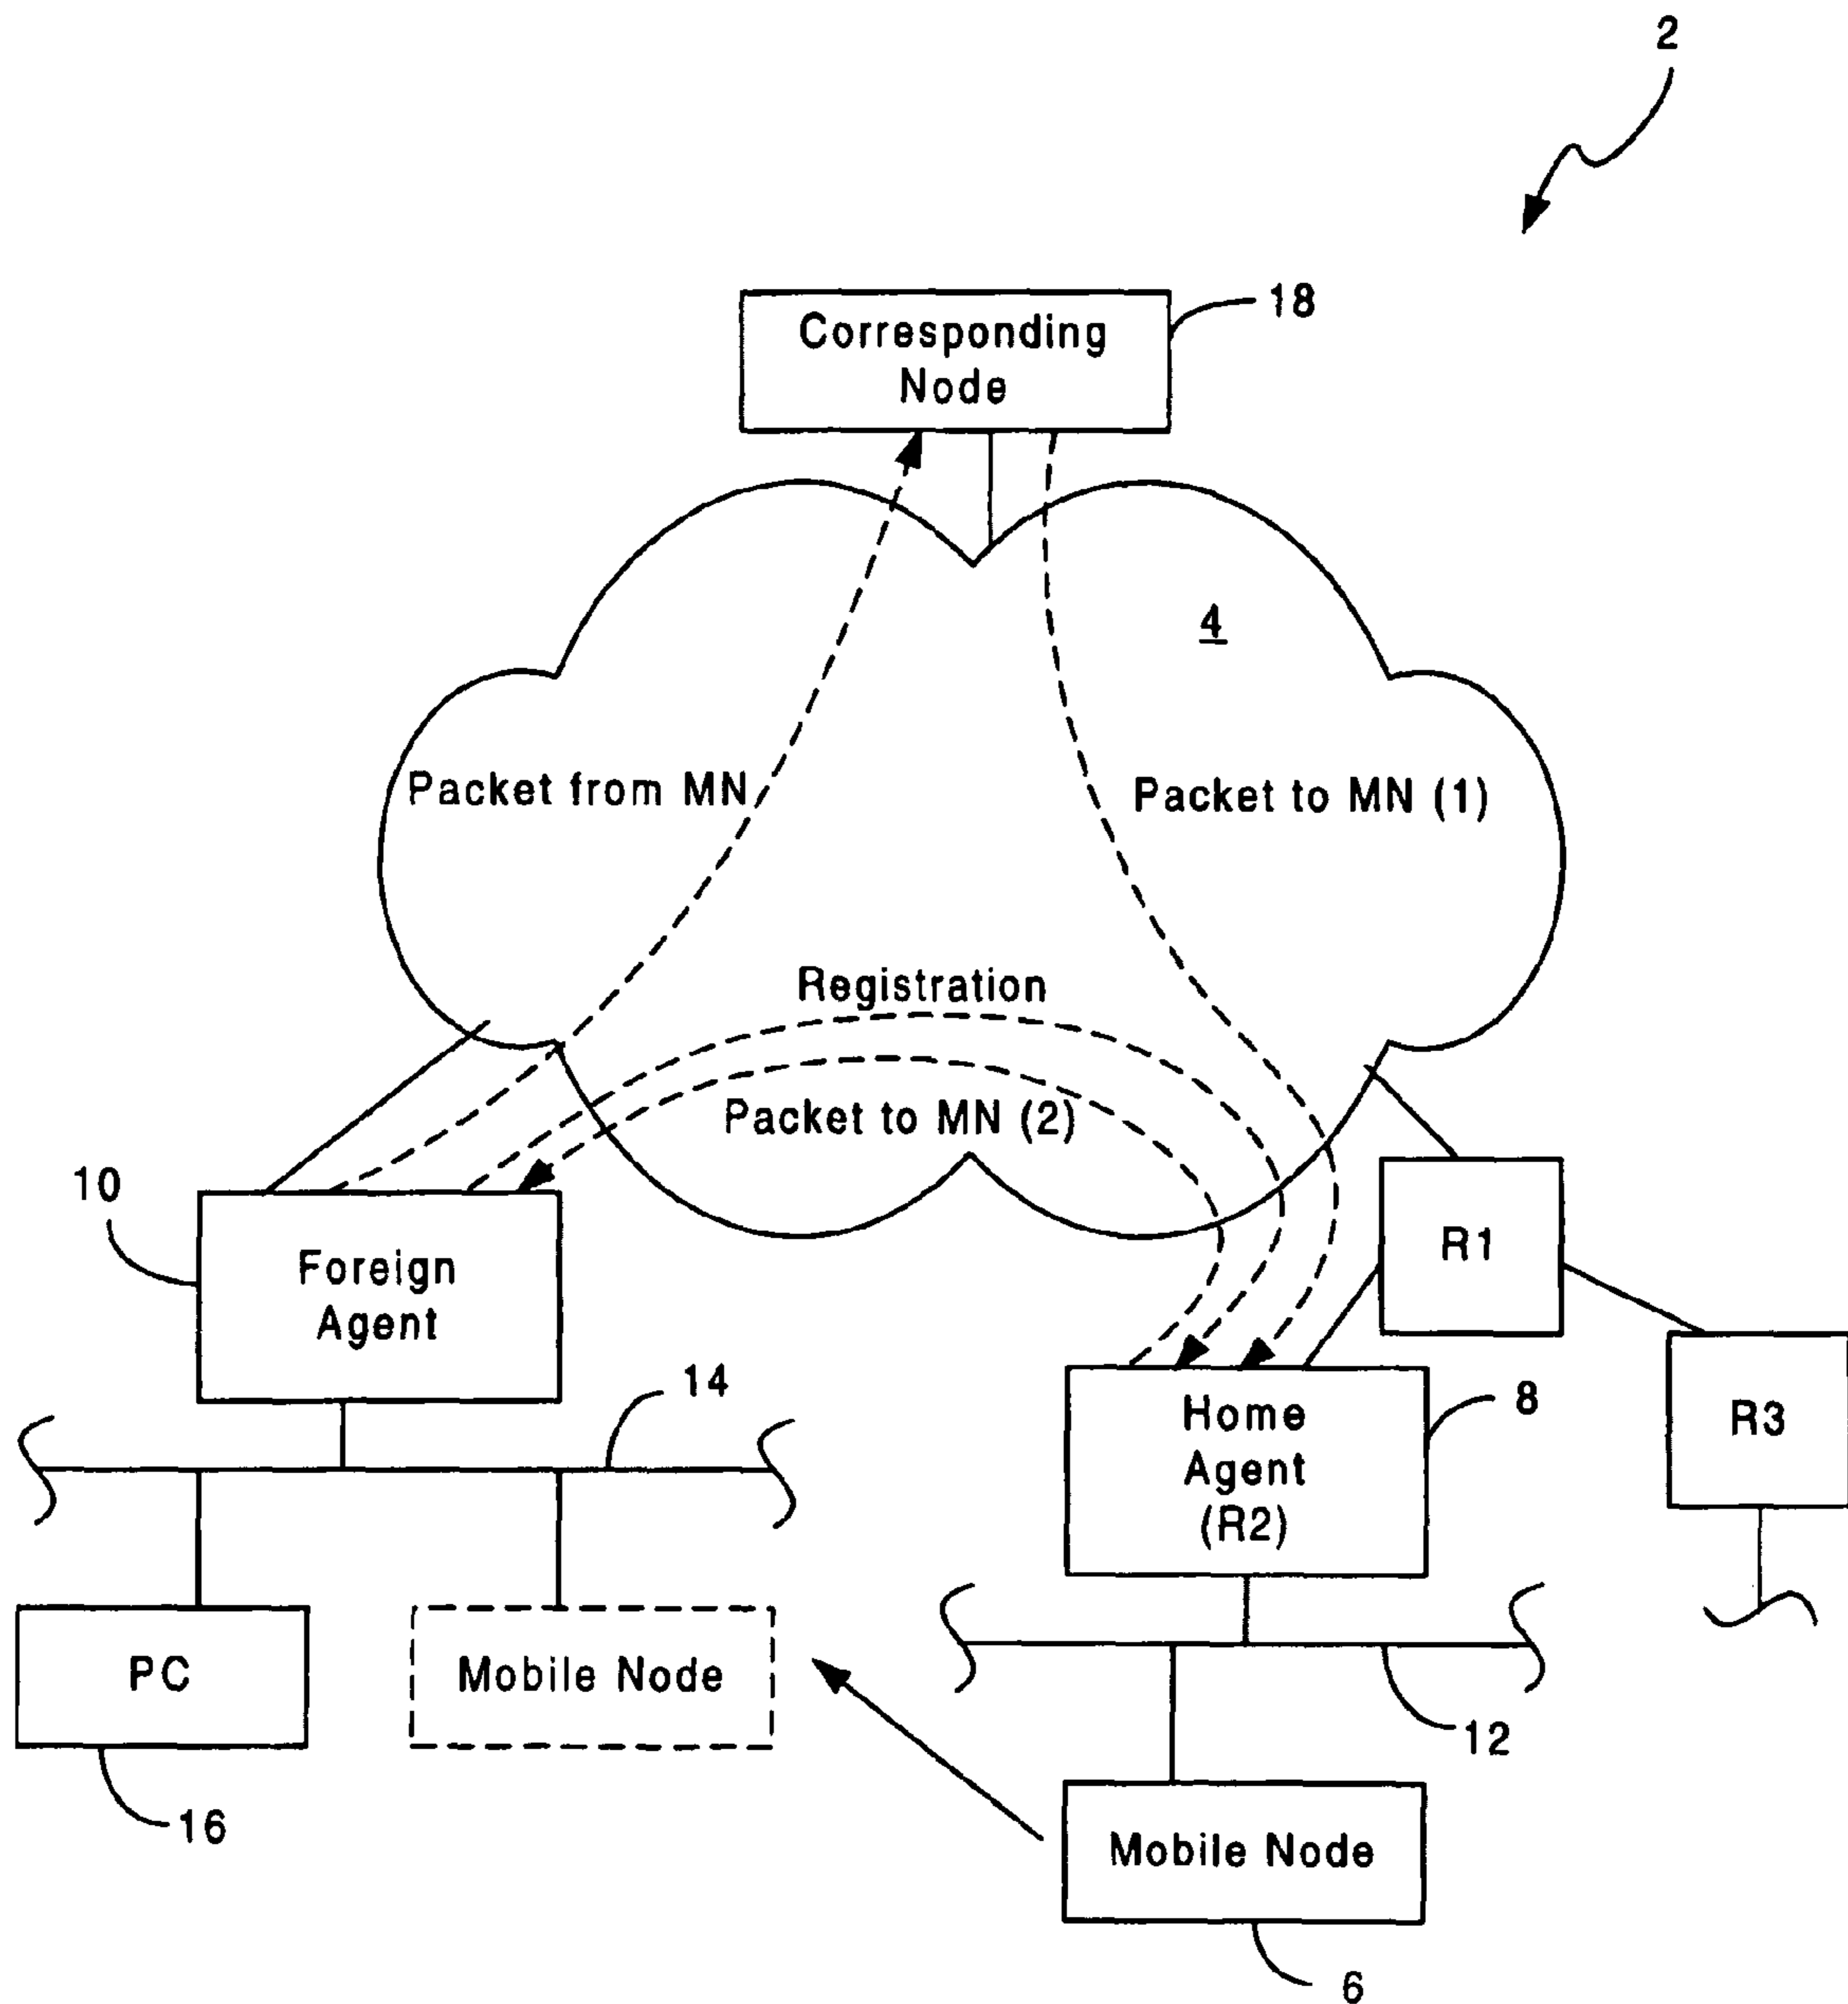 2
18
Corresponding
Node
4
Packet from MN
Packet to MN (1)
Registration
Packet to MN (2)
10
Foreign
Agent
R1
14
Home
Agent
(R2)
8
R3
PC
Mobile Node
12
16
Mobile Node
6